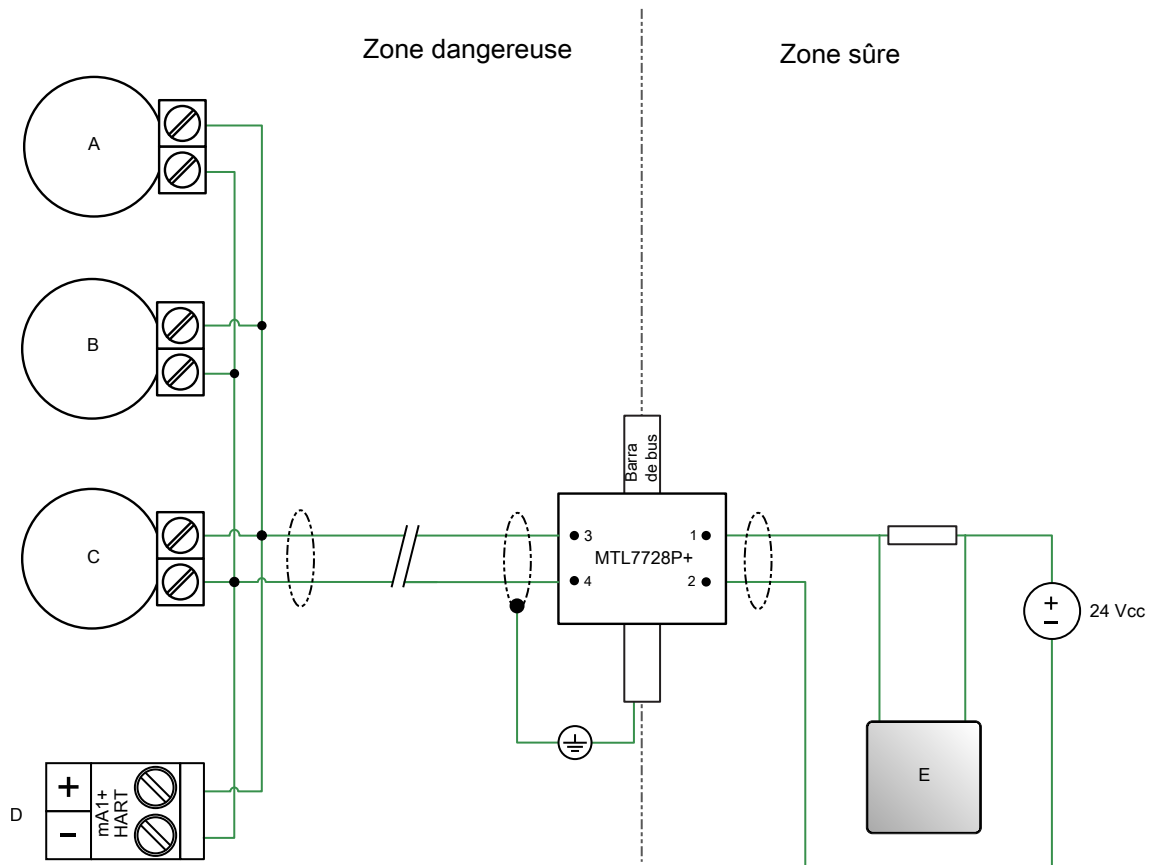 Zone dangereuse
Zone sûre
A
B
Barra
de bus
C
3
1
MTL7728P+
4
2
+
−
24 Vcc
E
D
+
-
mA1+
HART